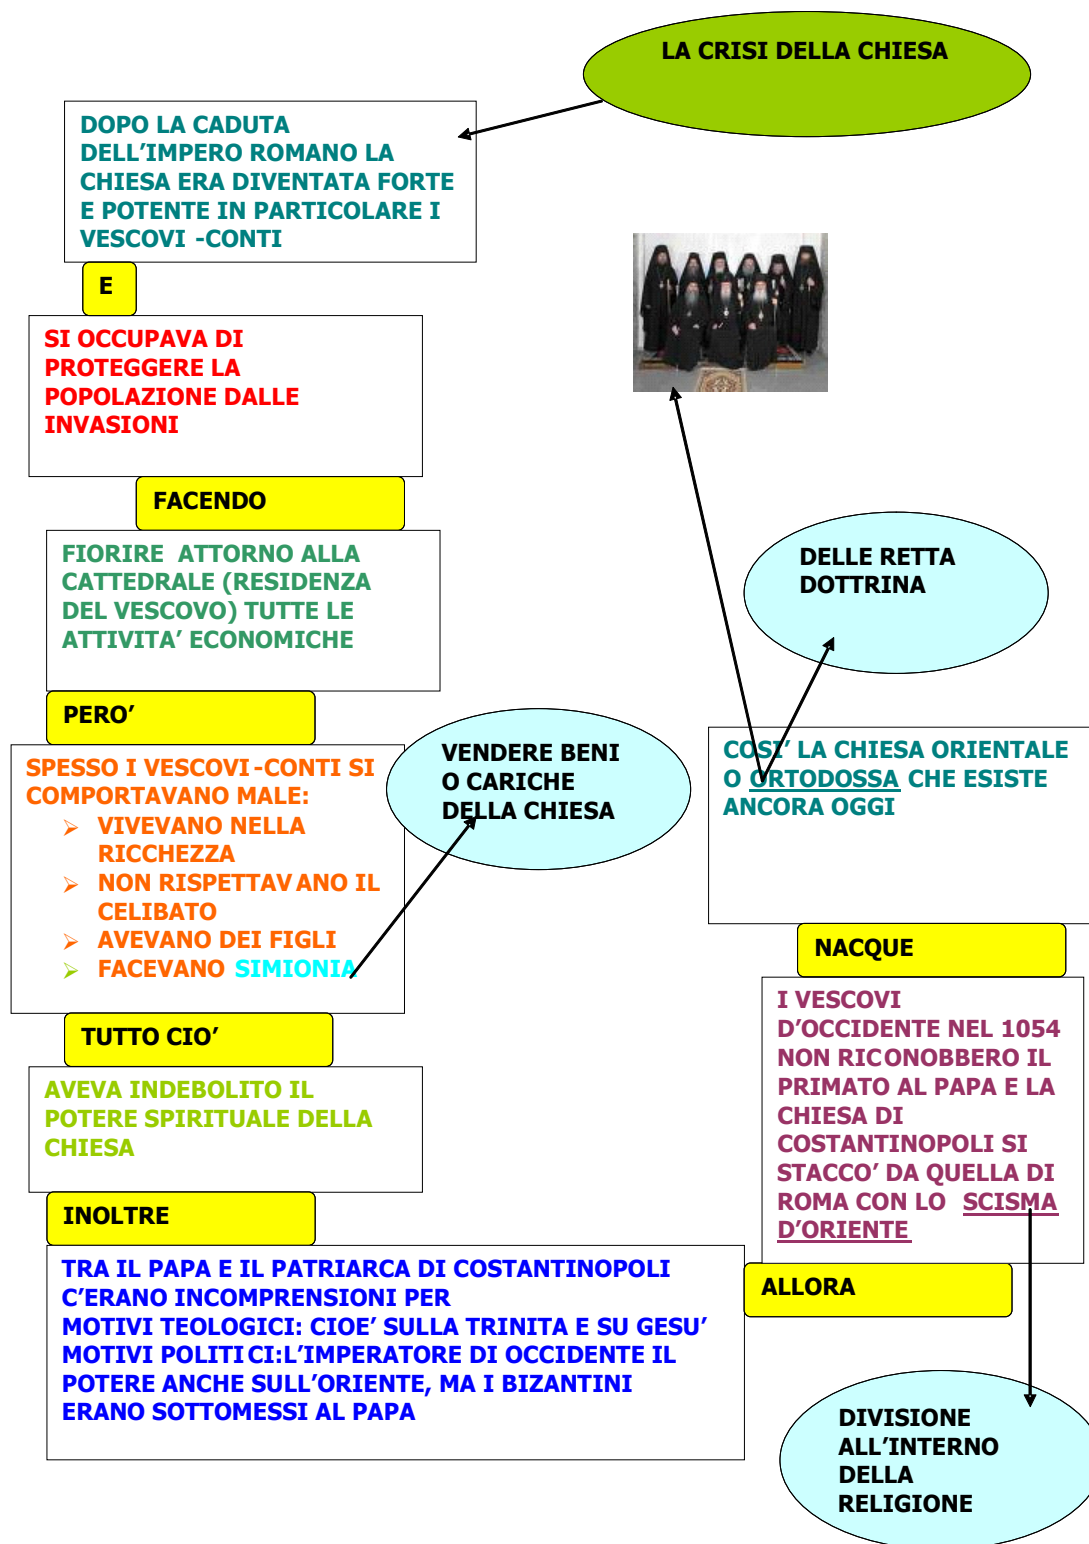 LA CRISI DELLA CHIESA
DOPO LA CADUTA
DELL'IMPERO ROMANO LA
CHIESA ERA DIVENTATA FORTE
E POTENTE IN PARTICOLARE I
VESCOVI -CONTI
E
SI OCCUPAVA DI
PROTEGGERE LA
POPOLAZIONE DALLE
INVASIONI
FACENDO
FIORIRE ATTORNO ALLA
CATTEDRALE (RESIDENZA
DEL VESCOVO) TUTTE LE
ATTIVITA' ECONOMICHE
PERO'
SPESSO I VESCOVI-CONTI SI
COMPORTAVANO MALE:
➢ VIVEVANO NELLA
RICCHEZZA
➢ NON RISPETTAVANO IL
CELIBATO
➢ AVEVANO DEI FIGLI
➢ FACEVANO SIMIONIA
VENDERE BENI
O CARICHE
DELLA CHIESA
TUTTO CIO'
AVEVA INDEBOLITO IL
POTERE SPIRITUALE DELLA
CHIESA
INOLTRE
TRA IL PAPA E IL PATRIARCA DI COSTANTINOPOLI
C'ERANO INCOMPRENSIONI PER
MOTIVI TEOLOGICI: CIOE' SULLA TRINITA E SU GESU'
MOTIVI POLITICI:L'IMPERATORE DI OCCIDENTE IL
POTERE ANCHE SULL'ORIENTE, MA I BIZANTINI
ERANO SOTTOMESSI AL PAPA
ALLORA
I VESCOVI
D'OCCIDENTE NEL 1054
NON RICONOBBERO IL
PRIMATO AL PAPA E LA
CHIESA DI
COSTANTINOPOLI SI
STACCO' DA QUELLA DI
ROMA CON LO SCISMA
D'ORIENTE
DIVISIONE
ALL'INTERNO
DELLA
RELIGIONE
NACQUE
COSI' LA CHIESA ORIENTALE
O ORTODOSSA CHE ESISTE
ANCORA OGGI
DELLE RETTA
DOTTRINA